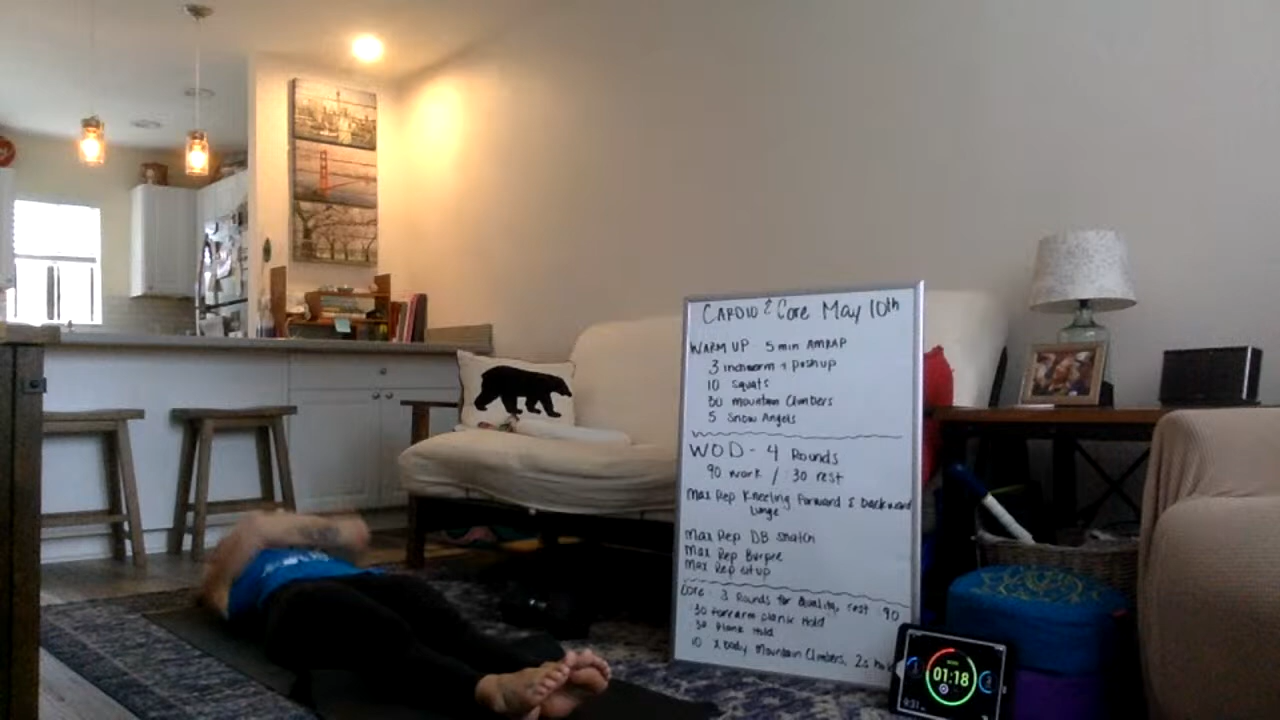 CARDIO & Core May 10th
WARM UP 5 min AMRAP
3 inchworm + pushup
10 squats
30 mountain Climbers
5 Snow Angels
WOD - 4 Rounds
:90 work / :30 rest
Max Rep Kneeling Forward & backward
lunge
Max Rep DB snatch
Max Rep Burpee
Max Rep situp
Core: 3 Rounds for Quality, rest :90
:30 forearm plank Hold
:30 plank Hold
10 x body Mountain Climbers, 2s
01:18